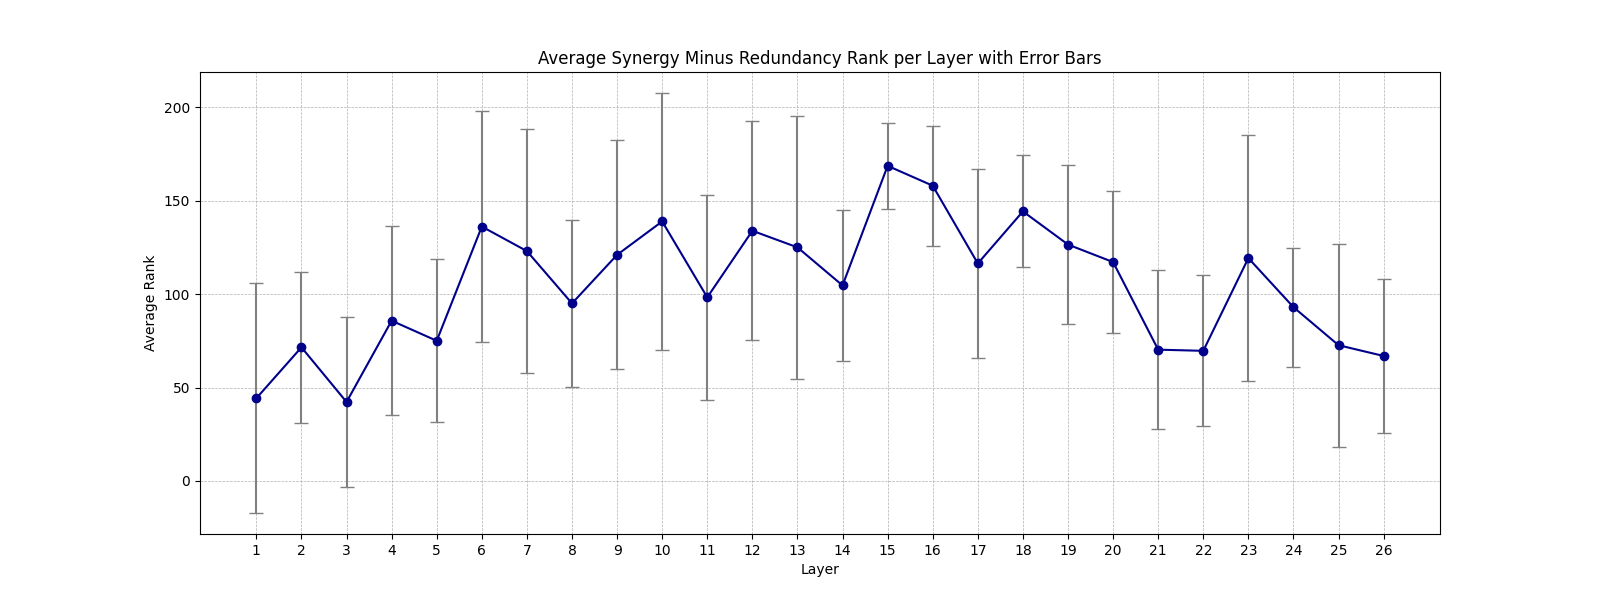 Average Synergy Minus Redundancy Rank per Layer with Error Bars
Average Rank
200
150
100
50
0
1 2 3 4 5 6 7 8 9 10 11 12 13 14 15 16 17 18 19 20 21 22 23 24 25 26
Layer